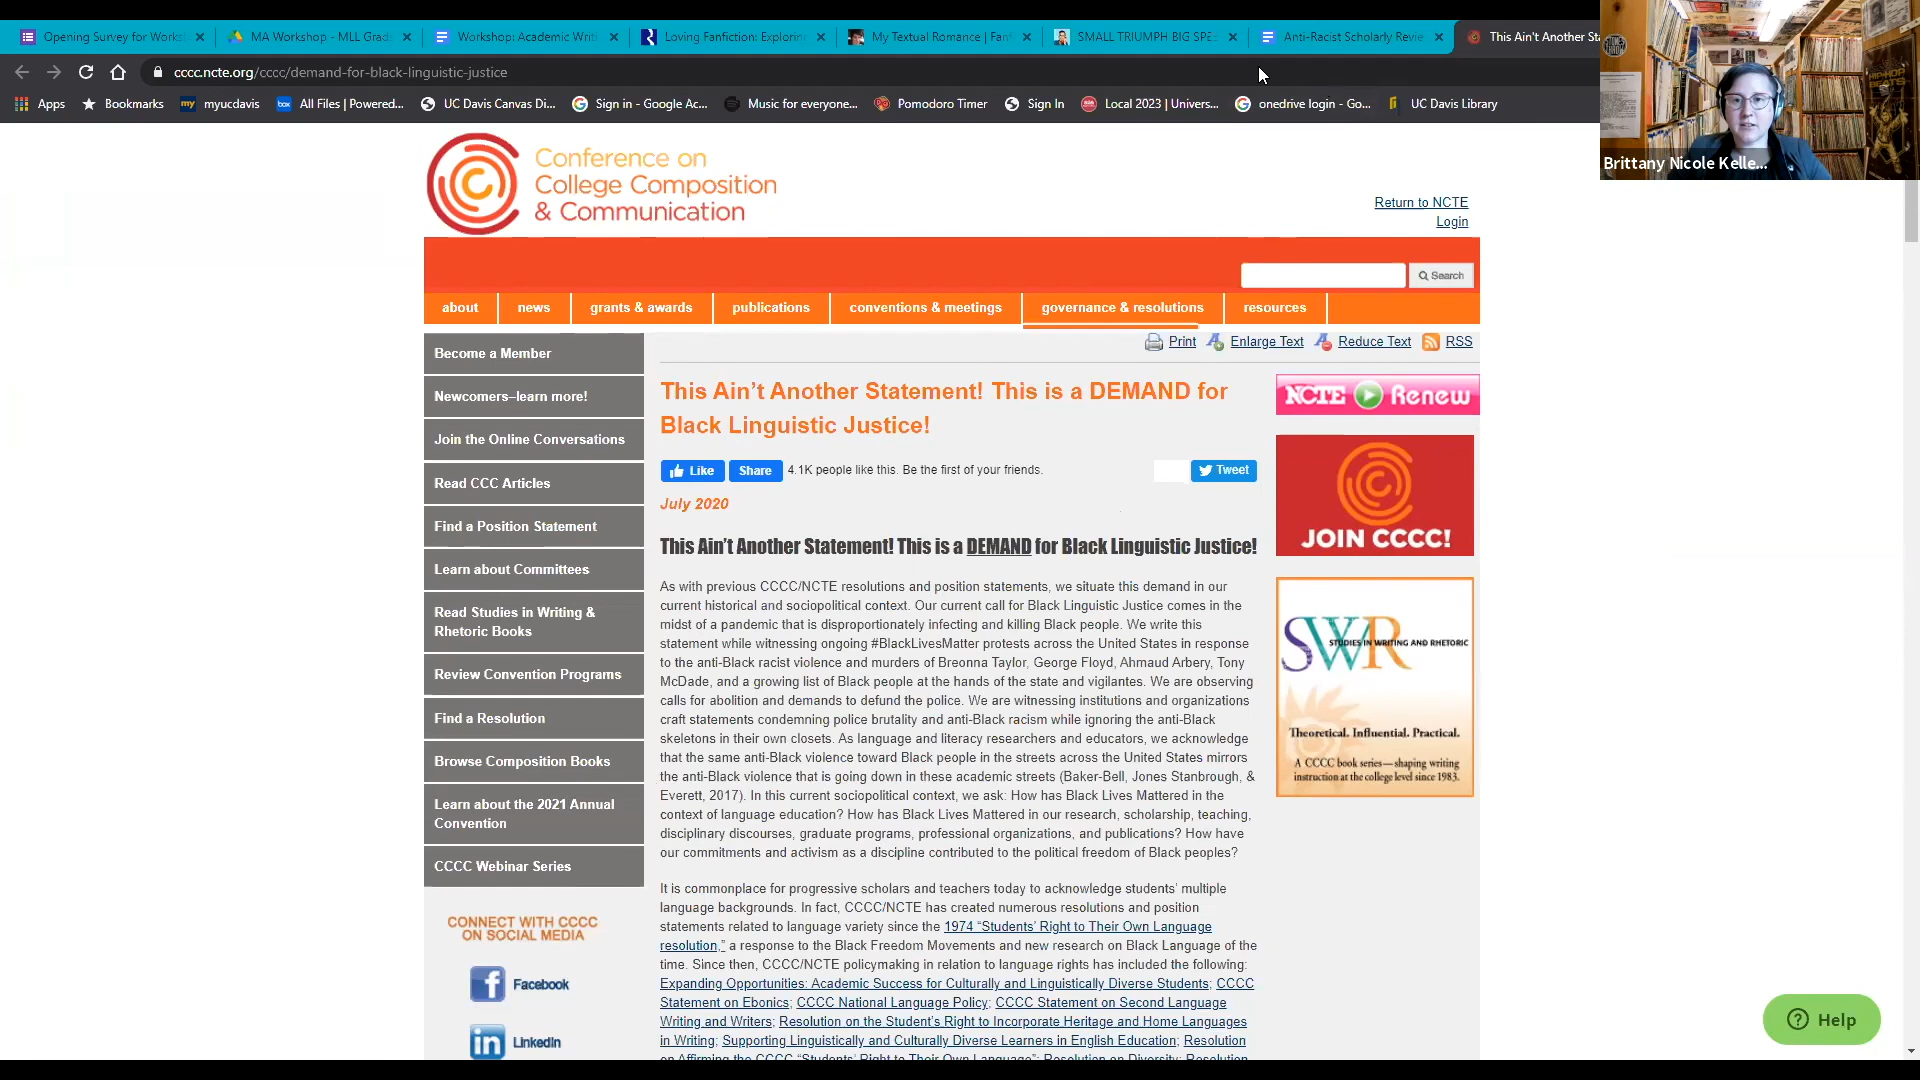 Opening Survey for Works
MA Workshop - MLL Grad
Workshop: Academic Writi
Loving Fanfiction: Explorin
My Textual Romance | Fanf
SMALL TRIUMPH BIG SPE
Anti-Racist Scholarly Revie
This Ain't Another Sta
cccc.ncte.org/cccc/demand-for-black-linguistic-justice
Apps
Bookmarks
my
myucdavis
box
All Files | Powered...
UC Davis Canvas Di...
Sign in - Google Ac...
Music for everyone...
Pomodoro Timer
Sign In
Local 2023 | Univers...
onedrive login - Go...
UC Davis Library
Brittany Nicole Kelle...
Conference on
College Composition
& Communication
Return to NCTE
Login
Search
about
news
grants & awards
publications
conventions & meetings
governance & resolutions
resources
Print
Enlarge Text
Reduce Text
RSS
Become a Member
Newcomers–learn more!
Join the Online Conversations
Read CCC Articles
Find a Position Statement
Learn about Committees
Read Studies in Writing &
Rhetoric Books
Review Convention Programs
Find a Resolution
Browse Composition Books
Learn about the 2021 Annual
Convention
CCCC Webinar Series
CONNECT WITH CCCC
ON SOCIAL MEDIA
Facebook
LinkedIn
This Ain’t Another Statement! This is a DEMAND for
Black Linguistic Justice!
Like
Share
4.1K people like this. Be the first of your friends.
Tweet
July 2020
This Ain’t Another Statement! This is a DEMAND for Black Linguistic Justice!
As with previous CCCC/NCTE resolutions and position statements, we situate this demand in our
current historical and sociopolitical context. Our current call for Black Linguistic Justice comes in the
midst of a pandemic that is disproportionately infecting and killing Black people. We write this
statement while witnessing ongoing #BlackLivesMatter protests across the United States in response
to the anti-Black racist violence and murders of Breonna Taylor, George Floyd, Ahmaud Arbery, Tony
McDade, and a growing list of Black people at the hands of the state and vigilantes. We are observing
calls for abolition and demands to defund the police. We are witnessing institutions and organizations
craft statements condemning police brutality and anti-Black racism while ignoring the anti-Black
skeletons in their own closets. As language and literacy researchers and educators, we acknowledge
that the same anti-Black violence toward Black people in the streets across the United States mirrors
the anti-Black violence that is going down in these academic streets (Baker-Bell, Jones Stanbrough, &
Everett, 2017). In this current sociopolitical context, we ask: How has Black Lives Mattered in the
context of language education? How has Black Lives Mattered in our research, scholarship, teaching,
disciplinary discourses, graduate programs, professional organizations, and publications? How have
our commitments and activism as a discipline contributed to the political freedom of Black peoples?
It is commonplace for progressive scholars and teachers today to acknowledge students’ multiple
language backgrounds. In fact, CCCC/NCTE has created numerous resolutions and position
statements related to language variety since the 1974 “Students’ Right to Their Own Language
resolution,” a response to the Black Freedom Movements and new research on Black Language of the
time. Since then, CCCC/NCTE policymaking in relation to language rights has included the following:
Expanding Opportunities: Academic Success for Culturally and Linguistically Diverse Students; CCCC
Statement on Ebonics; CCCC National Language Policy; CCCC Statement on Second Language
Writing and Writers; Resolution on the Student’s Right to Incorporate Heritage and Home Languages
in Writing; Supporting Linguistically and Culturally Diverse Learners in English Education; Resolution
on Affirming the CCCC “Students’ Right to Their Own Language”; Resolution on Diversity; Resolution
NCTE Renew
JOIN CCCC!
SWR
STUDIES IN WRITING AND RHETORIC
Theoretical. Influential. Practical.
A CCCC book series—shaping writing
instruction at the college level since 1983.
Help